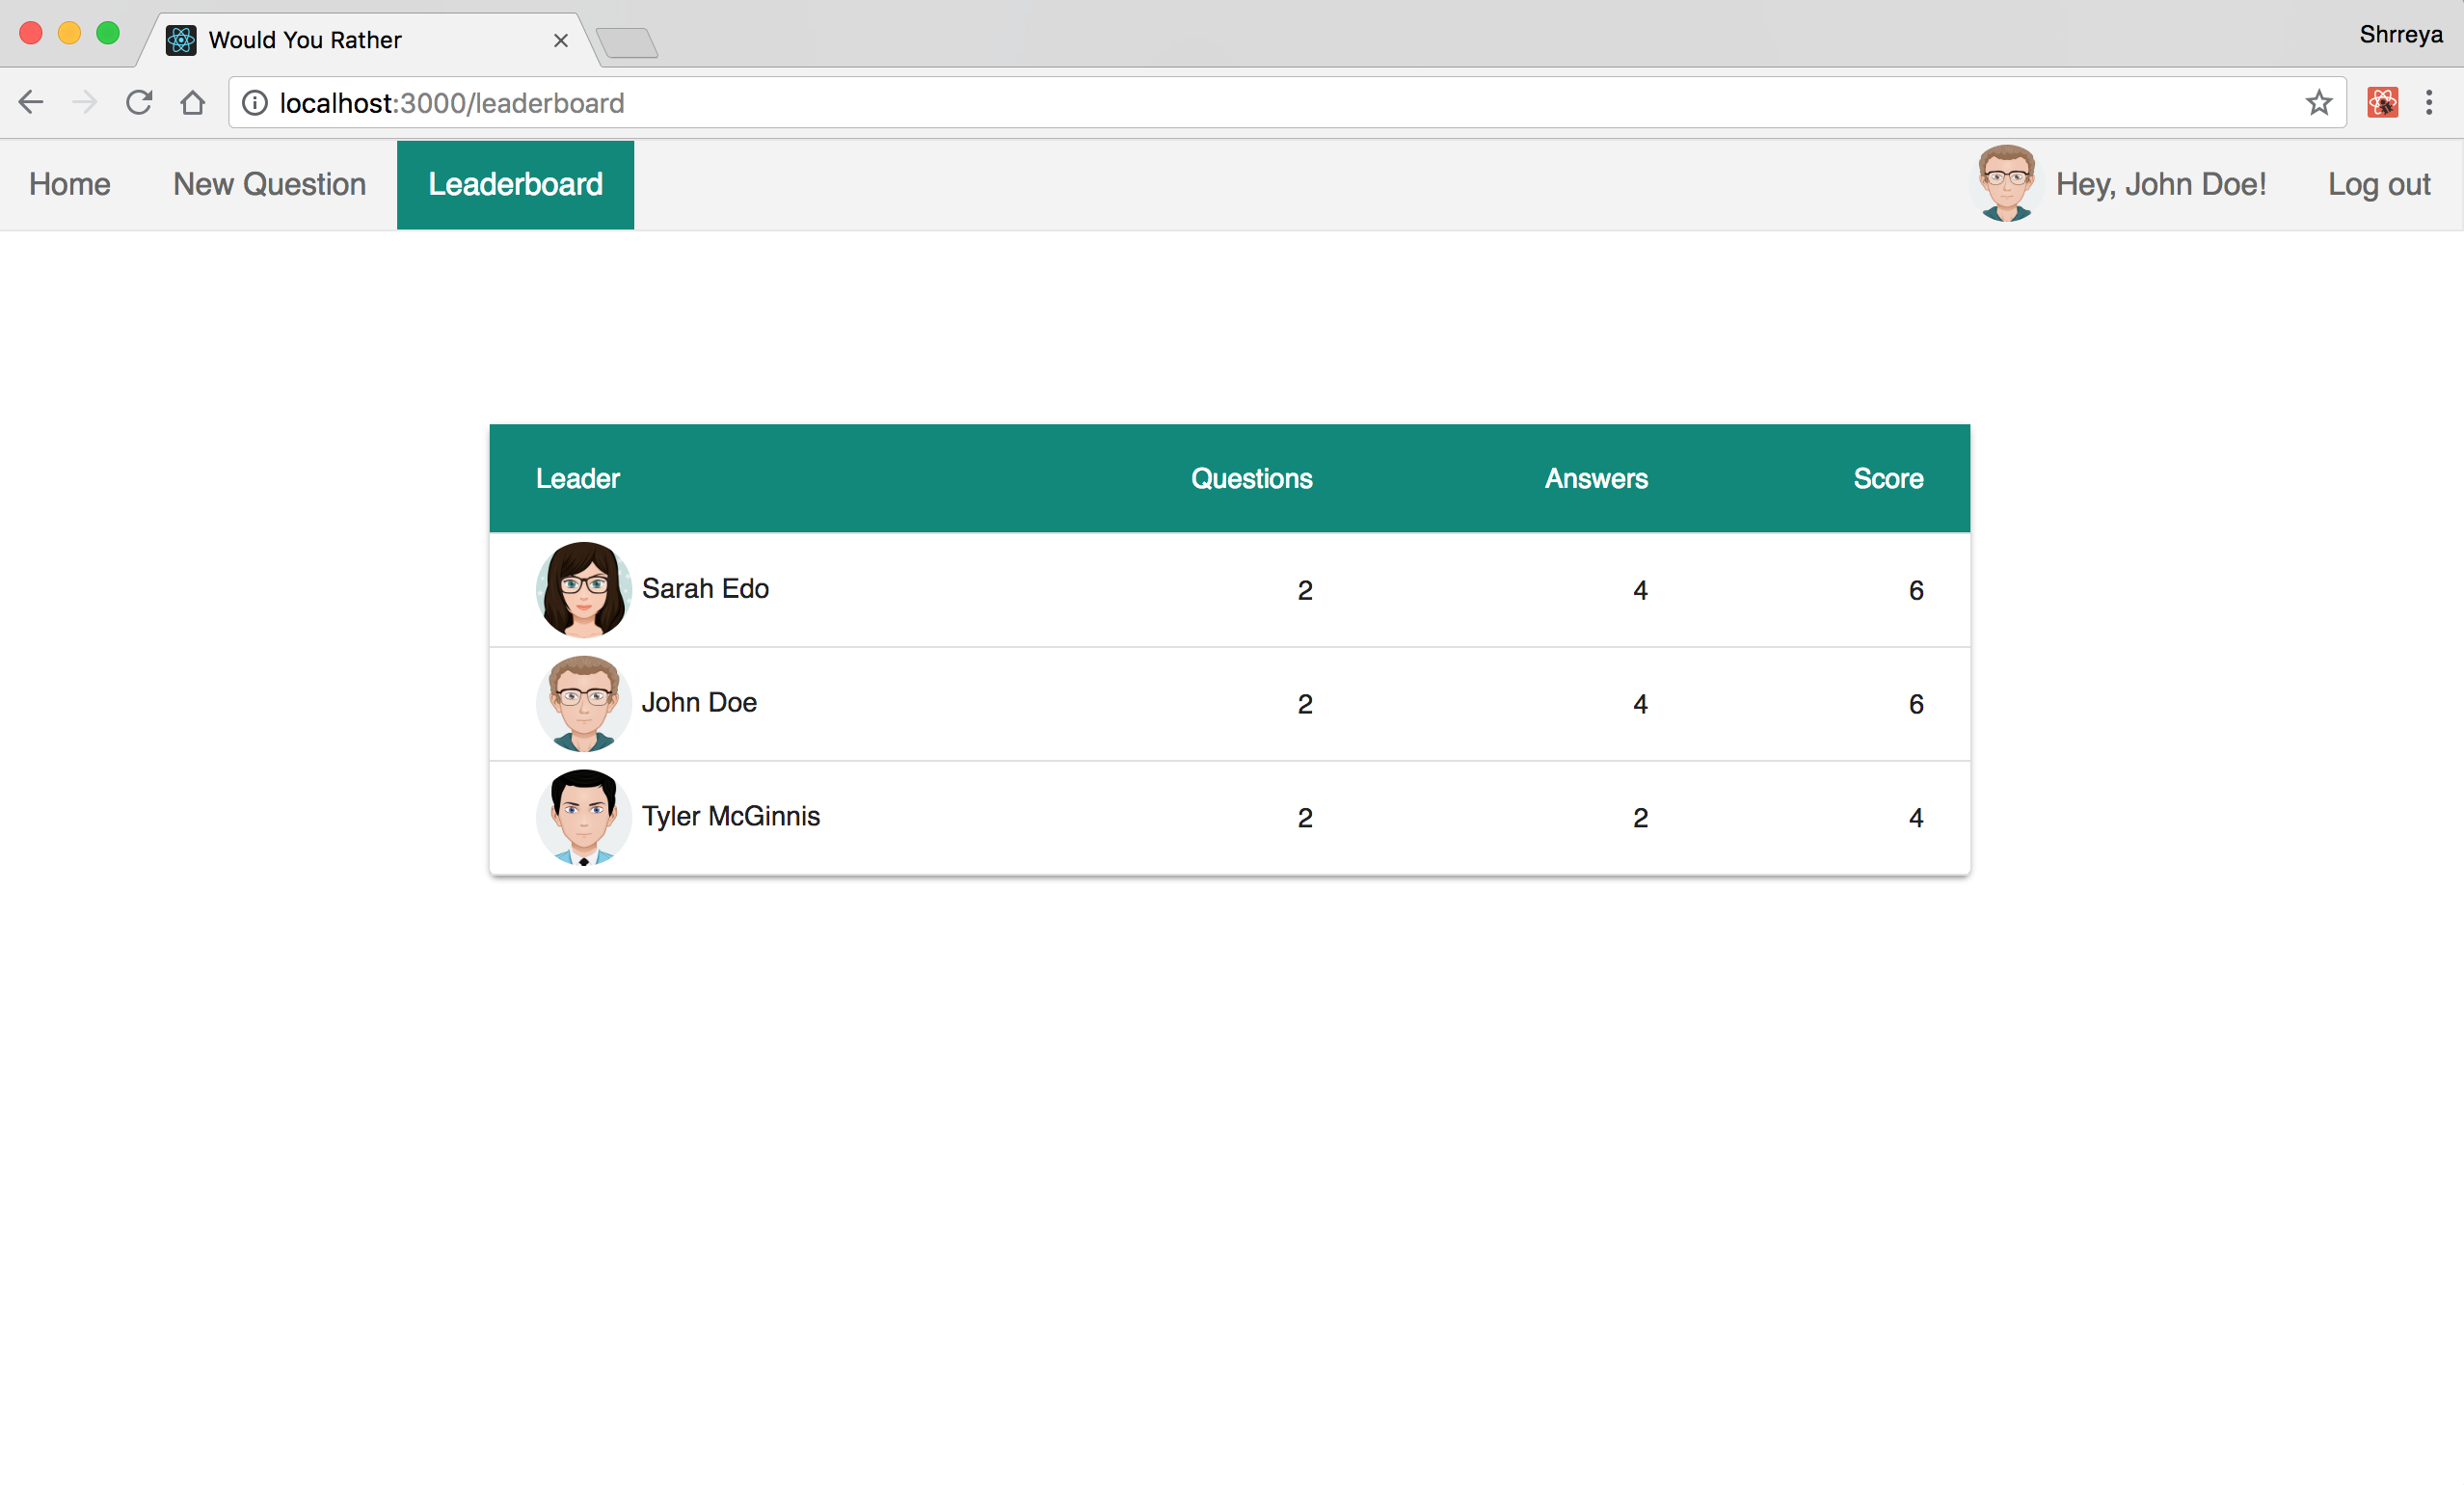 Would You Rather
Shrreya
localhost:3000/leaderboard
Home New Question Leaderboard Hey, John Doe! Log out
Leader Questions Answers Score
Sarah Edo 2 4 6
John Doe 2 4 6
Tyler McGinnis 2 2 4